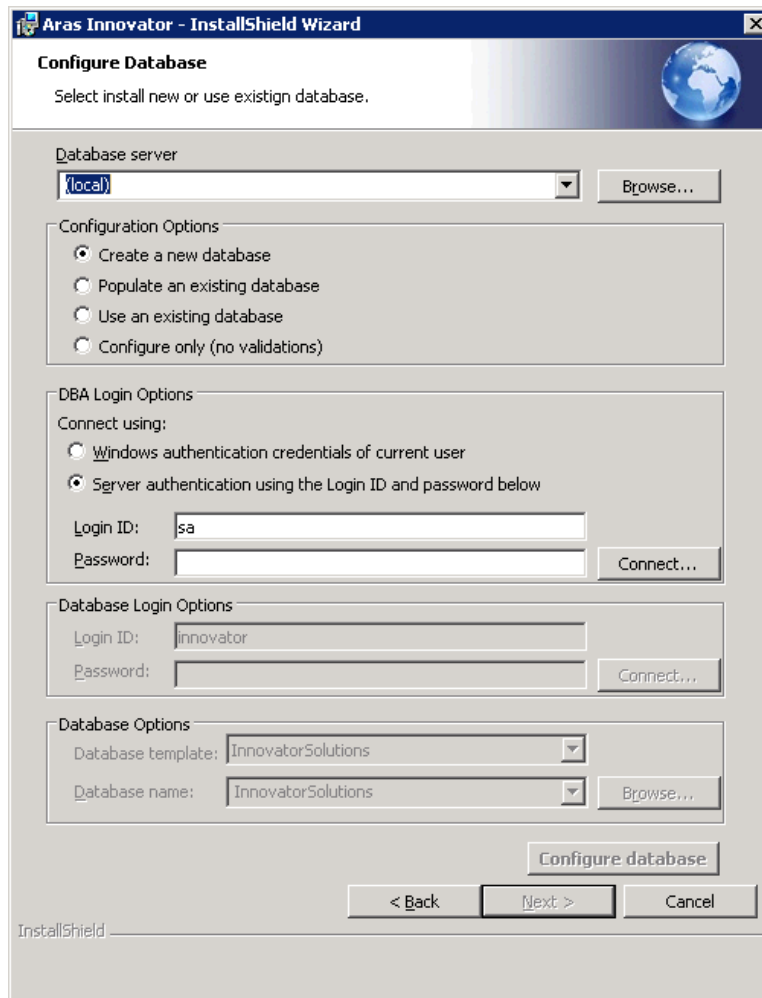 Aras Innovator - InstallShield Wizard
Configure Database
Select install new or use existign database.
Database server
(local)
Browse...
Configuration Options
Create a new database
Populate an existing database
Use an existing database
Configure only (no validations)
DBA Login Options
Connect using:
Windows authentication credentials of current user
Server authentication using the Login ID and password below
Login ID: sa
Password:
Connect...
Database Login Options
Login ID: innovator
Password:
Connect...
Database Options
Database template: InnovatorSolutions
Database name: InnovatorSolutions Browse...
Configure database
< Back Next > Cancel
InstallShield